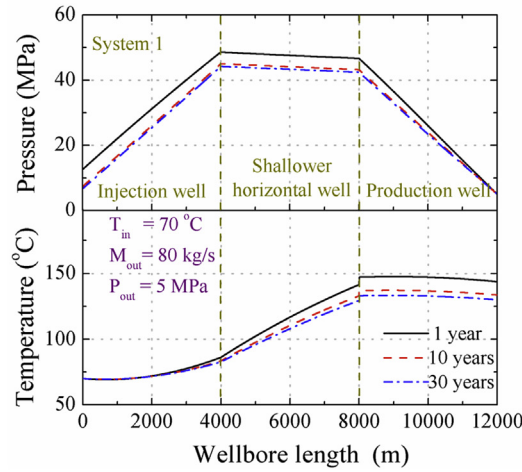 60
System 1
40
20
0
Pressure (MPa)
Injection well
Shallower
horizontal well
Production well
T_in = 70 °C
M_out = 80 kg/s
P_out = 5 MPa
150
100
50
Temperature (°C)
1 year
10 years
30 years
0 2000 4000 6000 8000 10000 12000
Wellbore length (m)